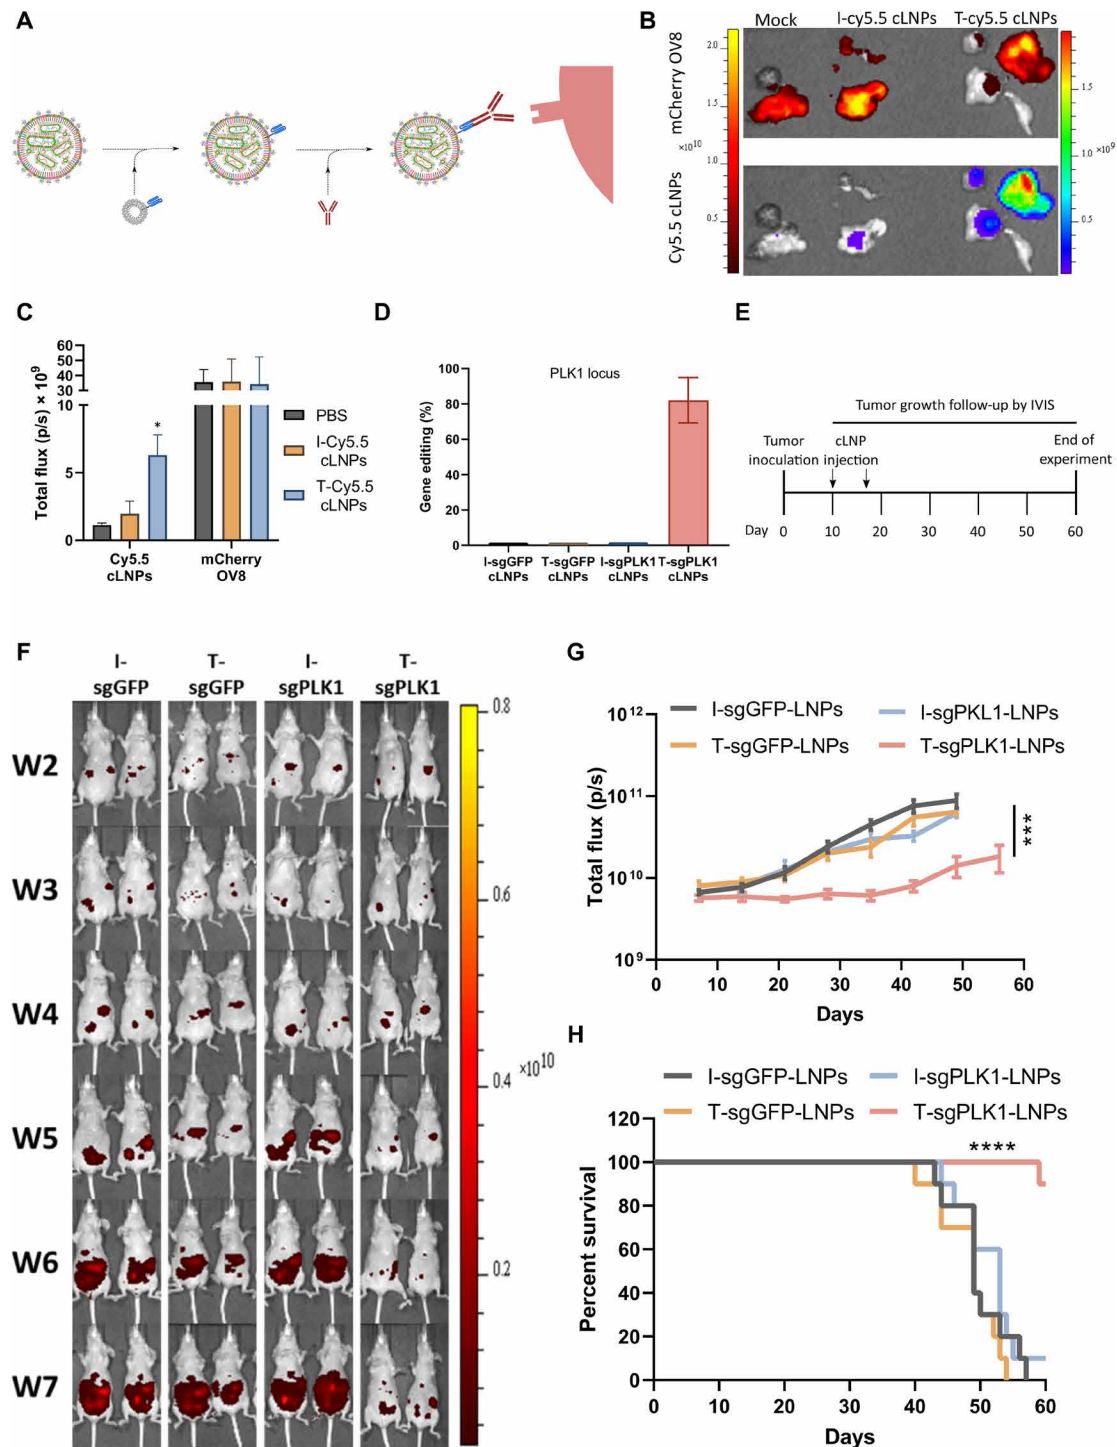 A
B
Mock
I-cy5.5 cLNPs
T-cy5.5 cLNPs
mCherry OV8
Cy5.5 cLNPs
2.0
1.5
×10¹⁰
1.0
0.5
1.5
×10⁹
1.0
0.5
C
Total flux (p/s) × 10⁹
60
50
40
30
10
5
0
Cy5.5
cLNPs
mCherry
OV8
*
PBS
I-Cy5.5
cLNPs
T-Cy5.5
cLNPs
D
PLK1 locus
Gene editing (%)
100
80
60
40
20
0
I-sgGFP T-sgGFP I-sgPLK1 T-sgPLK1
cLNPs cLNPs cLNPs cLNPs
E
Tumor growth follow-up by IVIS
Tumor
inoculation
cLNP
injection
End of
experiment
Day 0 10 20 30 40 50 60
F
I-
sgGFP
T-
sgGFP
I-
sgPLK1
T-
sgPLK1
W2
W3
W4
W5
W6
W7
0.8
0.6
×10¹⁰
0.4
0.2
G
I-sgGFP-LNPs
I-sgPKL1-LNPs
T-sgGFP-LNPs
T-sgPLK1-LNPs
Total flux (p/s)
10¹²
10¹¹
10¹⁰
10⁹
***
0 10 20 30 40 50 60
Days
H
I-sgGFP-LNPs
I-sgPLK1-LNPs
T-sgGFP-LNPs
T-sgPLK1-LNPs
****
Percent survival
120
100
80
60
40
20
0
0 10 20 30 40 50 60
Days